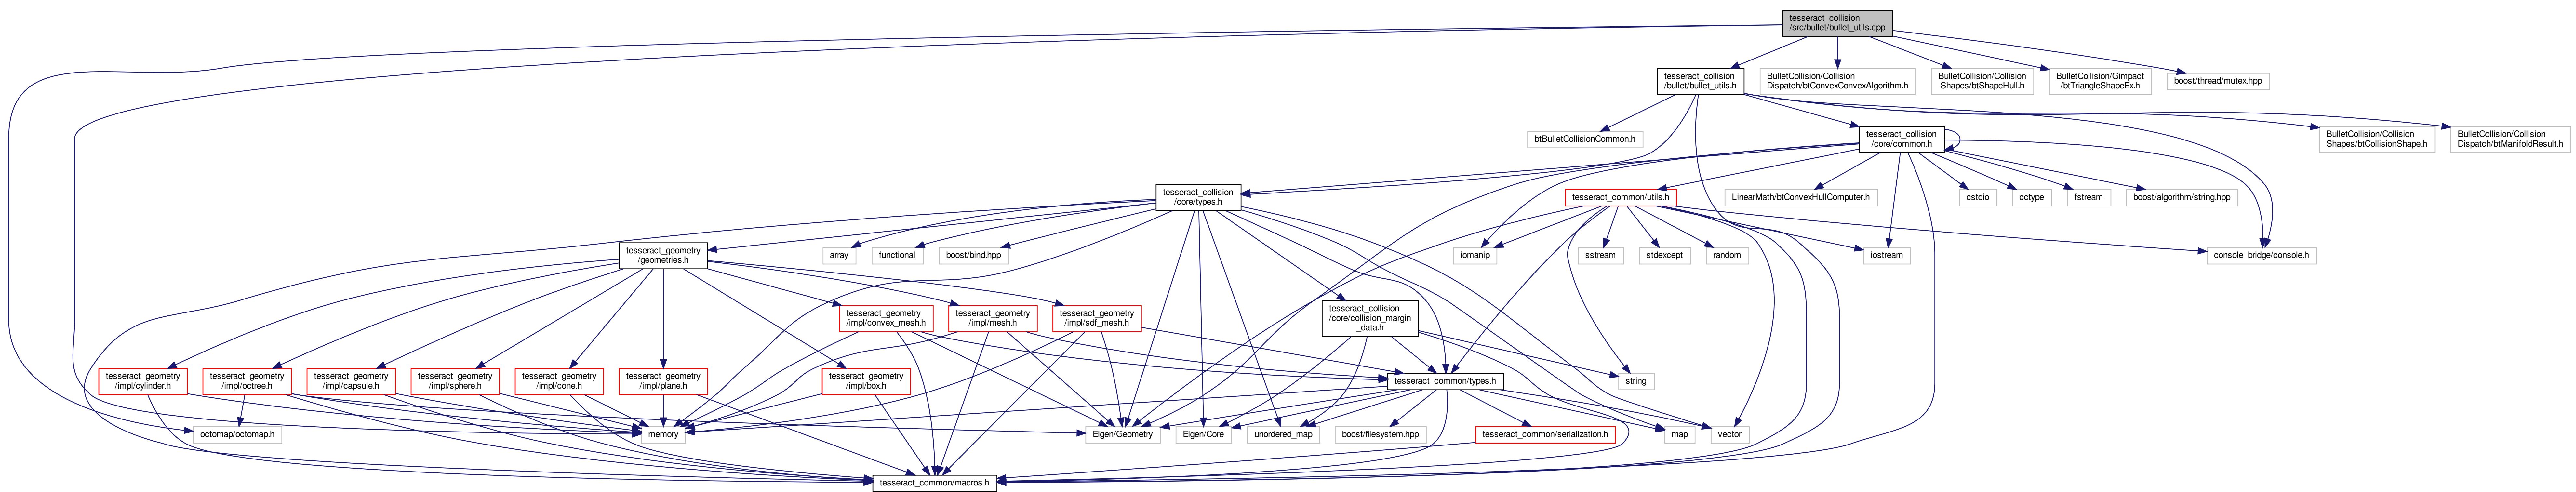 tesseract_collision
/src/bullet/bullet_utils.cpp
tesseract_collision
/bullet/bullet_utils.h
BulletCollision/Collision
Dispatch/btConvexConvexAlgorithm.h
BulletCollision/Collision
Shapes/btShapeHull.h
BulletCollision/Gimpact
/btTriangleShapeEx.h
boost/thread/mutex.hpp
btBulletCollisionCommon.h
tesseract_collision
/core/common.h
BulletCollision/Collision
Shapes/btCollisionShape.h
BulletCollision/Collision
Dispatch/btManifoldResult.h
tesseract_collision
/core/types.h
tesseract_common/utils.h
LinearMath/btConvexHullComputer.h
cstdio
cctype
fstream
boost/algorithm/string.hpp
tesseract_geometry
/geometries.h
array
functional
boost/bind.hpp
iomanip
sstream
stdexcept
random
iostream
console_bridge/console.h
tesseract_geometry
/impl/convex_mesh.h
tesseract_geometry
/impl/mesh.h
tesseract_geometry
/impl/sdf_mesh.h
tesseract_collision
/core/collision_margin
_data.h
tesseract_geometry
/impl/cylinder.h
tesseract_geometry
/impl/octree.h
tesseract_geometry
/impl/capsule.h
tesseract_geometry
/impl/sphere.h
tesseract_geometry
/impl/cone.h
tesseract_geometry
/impl/plane.h
tesseract_geometry
/impl/box.h
tesseract_common/types.h
string
octomap/octomap.h
memory
Eigen/Geometry
Eigen/Core
unordered_map
boost/filesystem.hpp
tesseract_common/serialization.h
map
vector
tesseract_common/macros.h